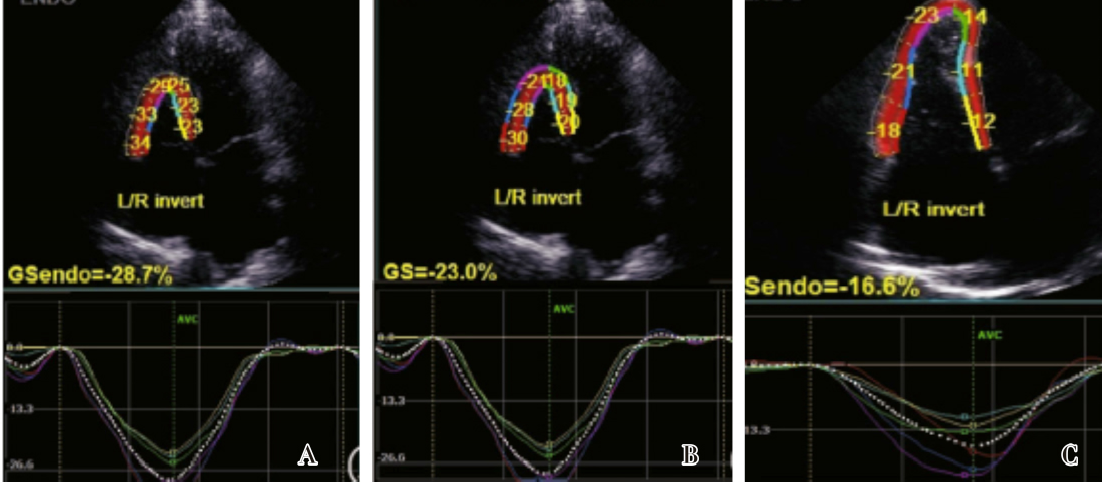 ENDO
-29
25
-33
-23
-34
-23
L/R invert
GSendo=-28.7%
AVC
0.0
-13.3
-26.6
A
-21
18
-28
-19
-30
-20
L/R invert
GS=-23.0%
AVC
0.0
-13.3
-26.6
B
-23
14
-21
-11
-18
-12
L/R invert
Sendo=-16.6%
AVC
13.3
C